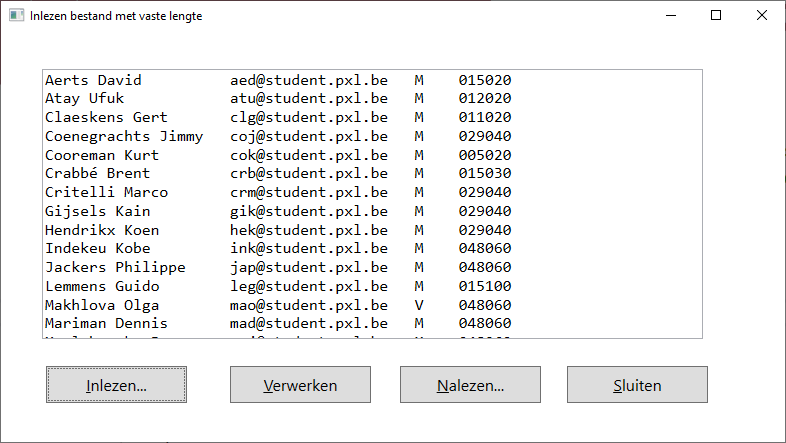 Inlezen bestand met vaste lengte
Aerts David aed@student.pxl.be M 015020
Atay Ufuk atu@student.pxl.be M 012020
Claeskens Gert clg@student.pxl.be M 011020
Coenegrachts Jimmy coj@student.pxl.be M 029040
Cooreman Kurt cok@student.pxl.be M 005020
Crabbé Brent crb@student.pxl.be M 015030
Critelli Marco crm@student.pxl.be M 029040
Gijsels Kain gik@student.pxl.be M 029040
Hendrikx Koen hek@student.pxl.be M 029040
Indekeu Kobe ink@student.pxl.be M 048060
Jackers Philippe jap@student.pxl.be M 048060
Lemmens Guido leg@student.pxl.be M 015100
Makhlova Olga mao@student.pxl.be V 048060
Mariman Dennis mad@student.pxl.be M 048060
Inlezen... Verwerken Nalezen... Sluiten